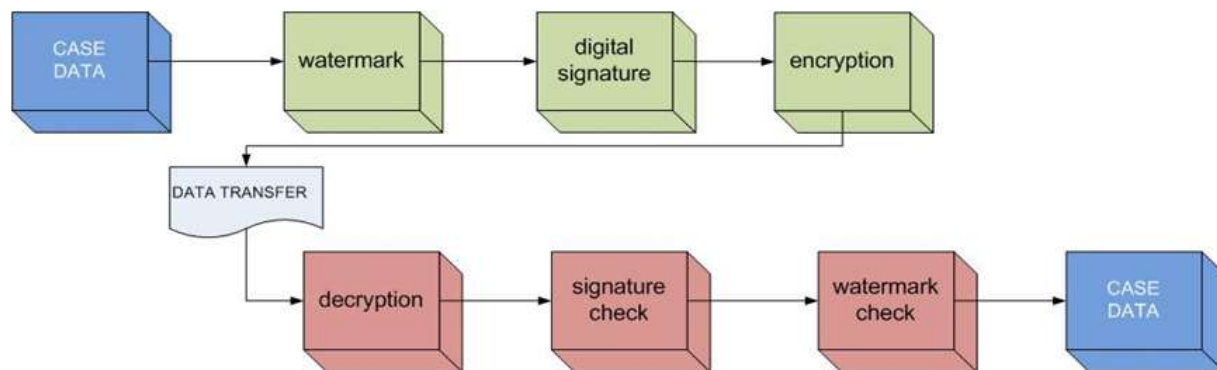 CASE
DATA
watermark
digital
signature
encryption
DATA TRANSFER
decryption
signature
check
watermark
check
CASE
DATA